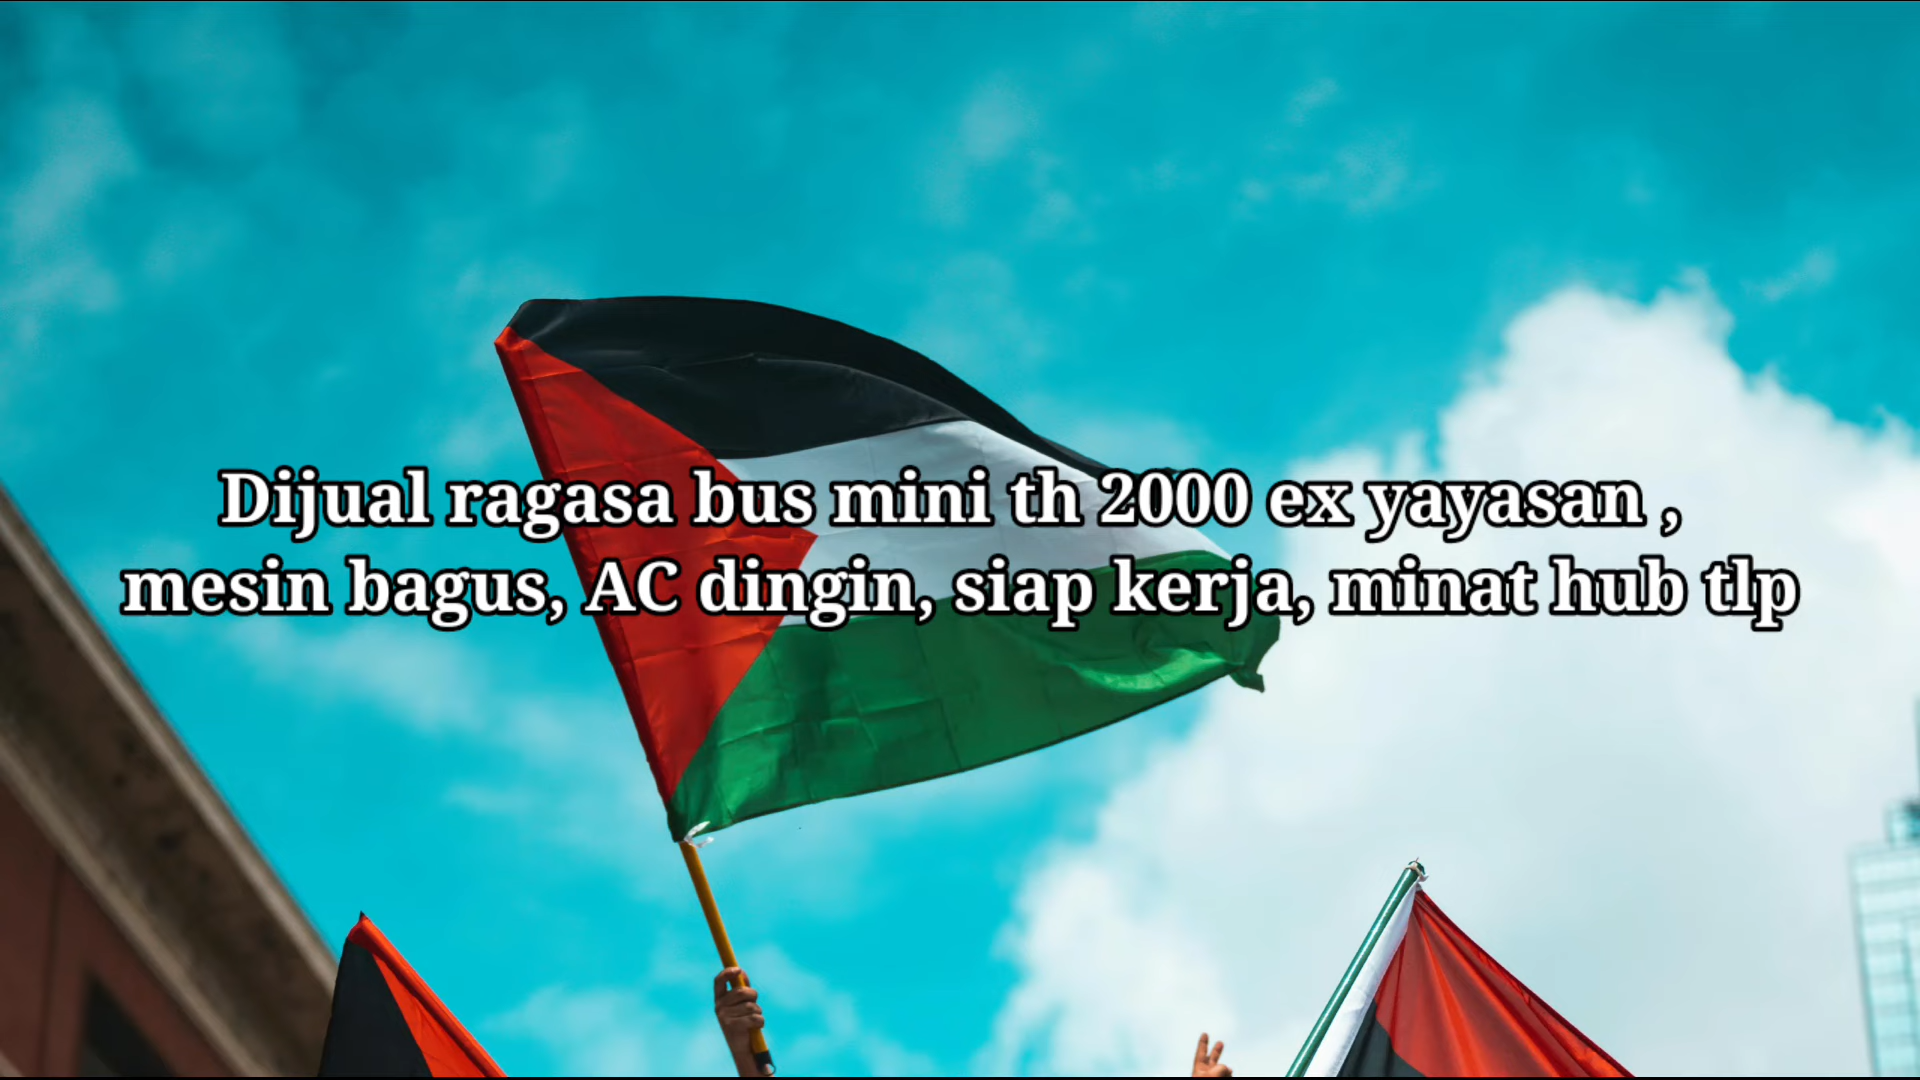 Dijual ragasa bus mini th 2000 ex yayasan ,
mesin bagus, AC dingin, siap kerja, minat hub tlp